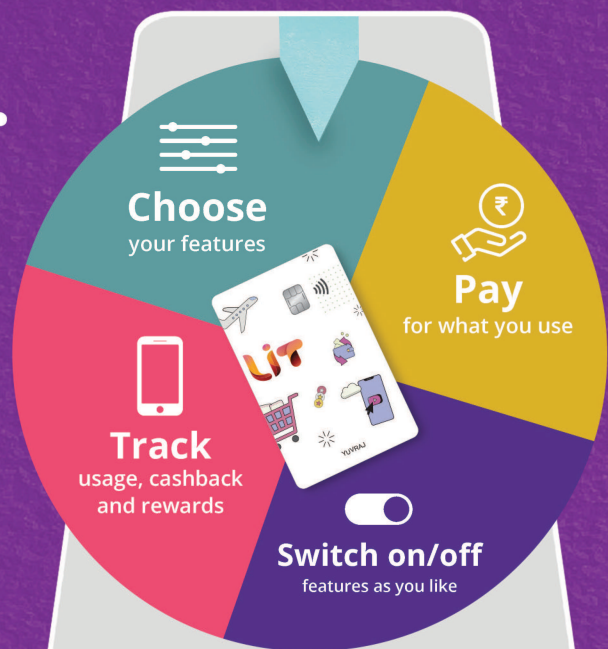 Choose
your features
₹
Pay
for what you use
LIT
YUVRAJ
Track
usage, cashback
and rewards
Switch on/off
features as you like